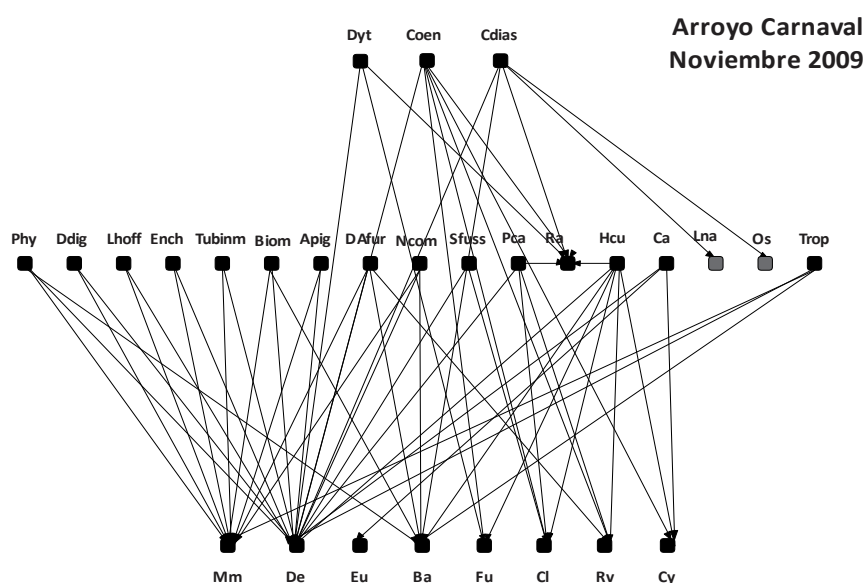 Arroyo Carnaval
Noviembre 2009
Dyt Coen Cdias
Phy Ddig Lhoff Ench Tubinm Biom Apig DAfur Ncom Sfuss Pca Ra Hcu Ca Lna Os Trop
Mm De Eu Ba Fu Cl Rv Cy